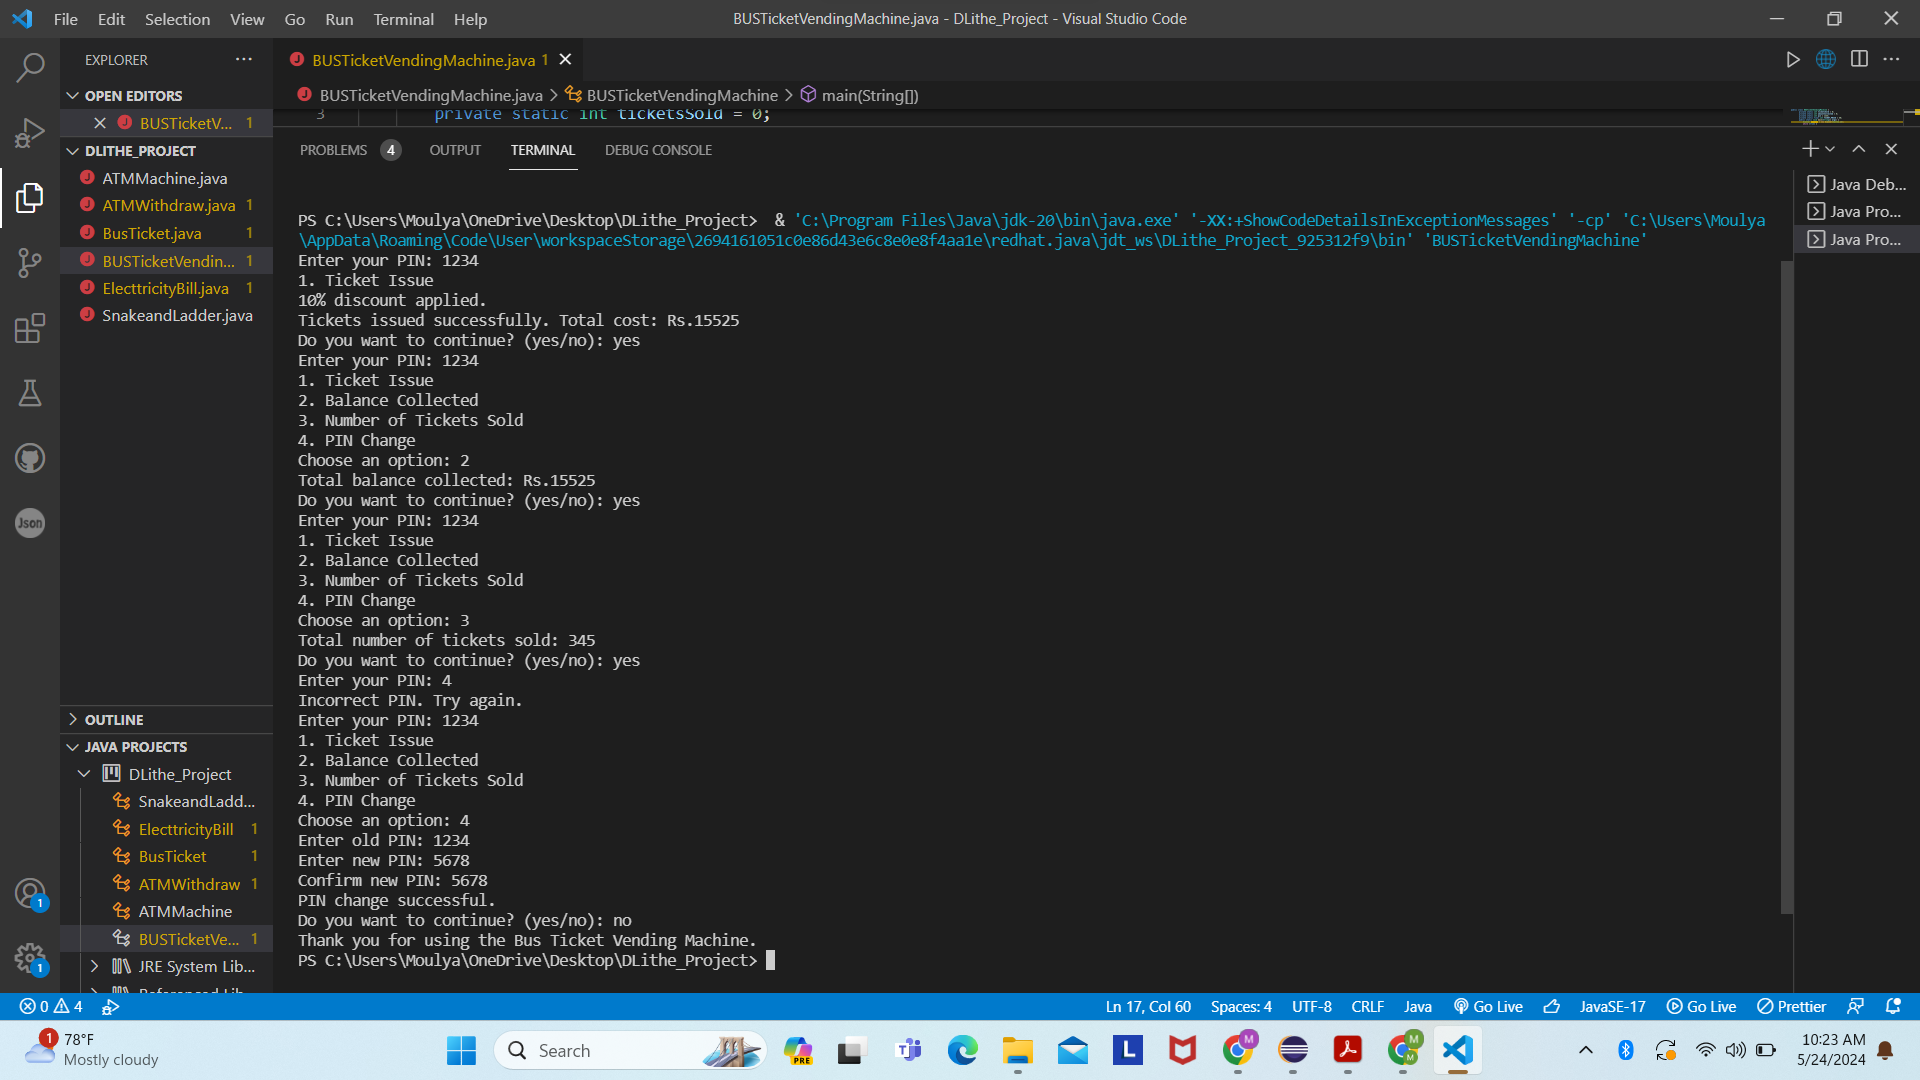 File Edit Selection View Go Run Terminal Help
BUSTicketVendingMachine.java - DLithe_Project - Visual Studio Code
EXPLORER
OPEN EDITORS
BUSTicketV... 1
DLITHE_PROJECT
ATMMachine.java
ATMWithdraw.java 1
BusTicket.java 1
BUSTicketVendin... 1
ElecttricityBill.java 1
SnakeandLadder.java
OUTLINE
JAVA PROJECTS
DLithe_Project
SnakeandLadd...
ElecttricityBill 1
BusTicket 1
ATMWithdraw 1
ATMMachine
BUSTicketVe... 1
JRE System Lib...
Json
1
1
BUSTicketVendingMachine.java 1
BUSTicketVendingMachine.java > BUSTicketVendingMachine > main(String[])
3 private static int ticketsSold = 0;
PROBLEMS 4 OUTPUT TERMINAL DEBUG CONSOLE
Java Deb...
Java Pro...
Java Pro...
PS C:\Users\Moulya\OneDrive\Desktop\DLithe_Project> & 'C:\Program Files\Java\jdk-20\bin\java.exe' '-XX:+ShowCodeDetailsInExceptionMessages' '-cp' 'C:\Users\Moulya
\AppData\Roaming\Code\User\workspaceStorage\2694161051c0e86d43e6c8e0e8f4aa1e\redhat.java\jdt_ws\DLithe_Project_925312f9\bin' 'BUSTicketVendingMachine'
Enter your PIN: 1234
1. Ticket Issue
10% discount applied.
Tickets issued successfully. Total cost: Rs.15525
Do you want to continue? (yes/no): yes
Enter your PIN: 1234
1. Ticket Issue
2. Balance Collected
3. Number of Tickets Sold
4. PIN Change
Choose an option: 2
Total balance collected: Rs.15525
Do you want to continue? (yes/no): yes
Enter your PIN: 1234
1. Ticket Issue
2. Balance Collected
3. Number of Tickets Sold
4. PIN Change
Choose an option: 3
Total number of tickets sold: 345
Do you want to continue? (yes/no): yes
Enter your PIN: 4
Incorrect PIN. Try again.
Enter your PIN: 1234
1. Ticket Issue
2. Balance Collected
3. Number of Tickets Sold
4. PIN Change
Choose an option: 4
Enter old PIN: 1234
Enter new PIN: 5678
Confirm new PIN: 5678
PIN change successful.
Do you want to continue? (yes/no): no
Thank you for using the Bus Ticket Vending Machine.
PS C:\Users\Moulya\OneDrive\Desktop\DLithe_Project>
0 4 Ln 17, Col 60 Spaces: 4 UTF-8 CRLF Java Go Live JavaSE-17 Go Live Prettier
1 78°F
Mostly cloudy
Search
PRE
L
M
M
10:23 AM
5/24/2024